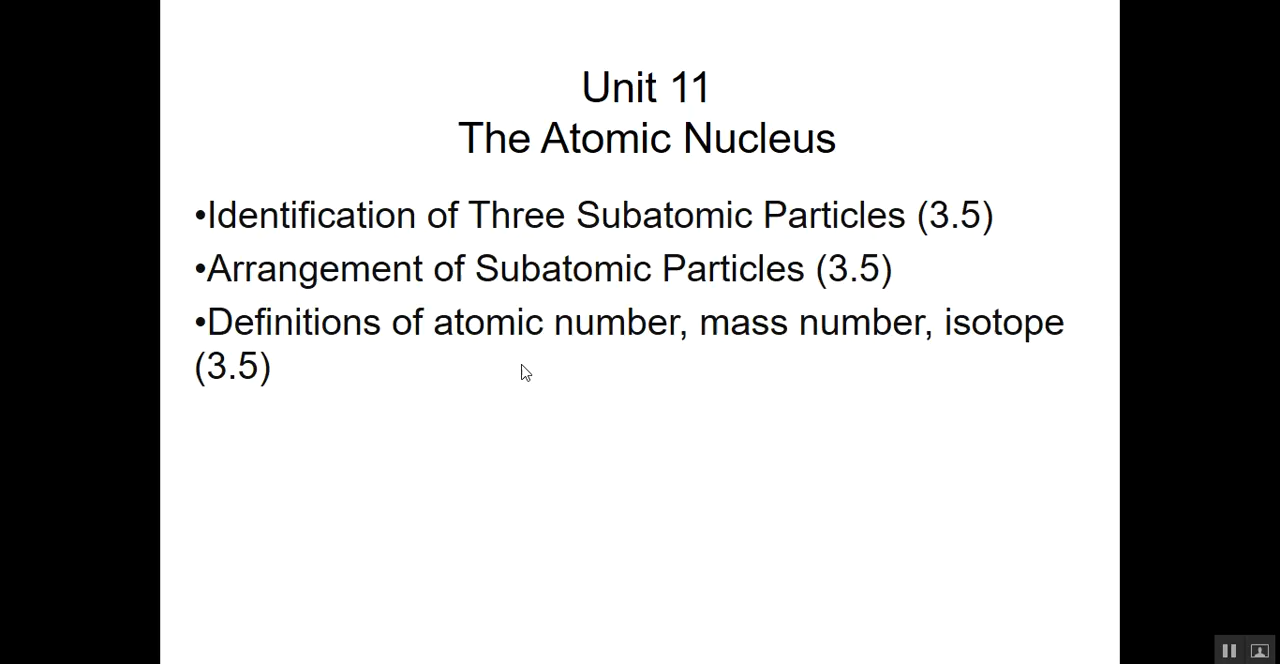 Unit 11
The Atomic Nucleus
•Identification of Three Subatomic Particles (3.5)
•Arrangement of Subatomic Particles (3.5)
•Definitions of atomic number, mass number, isotope
(3.5)